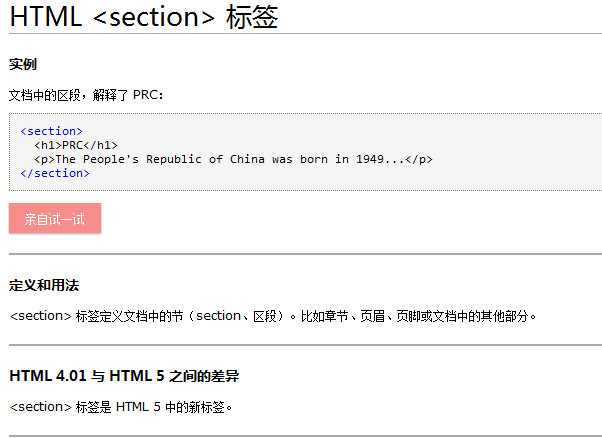 HTML <section> 标签
实例
文档中的区段，解释了 PRC：
<section>
<h1>PRC</h1>
<p>The People's Republic of China was born in 1949...</p>
</section>
亲自试一试
定义和用法
<section> 标签定义文档中的节（section、区段）。比如章节、页眉、页脚或文档中的其他部分。
HTML 4.01 与 HTML 5 之间的差异
<section> 标签是 HTML 5 中的新标签。